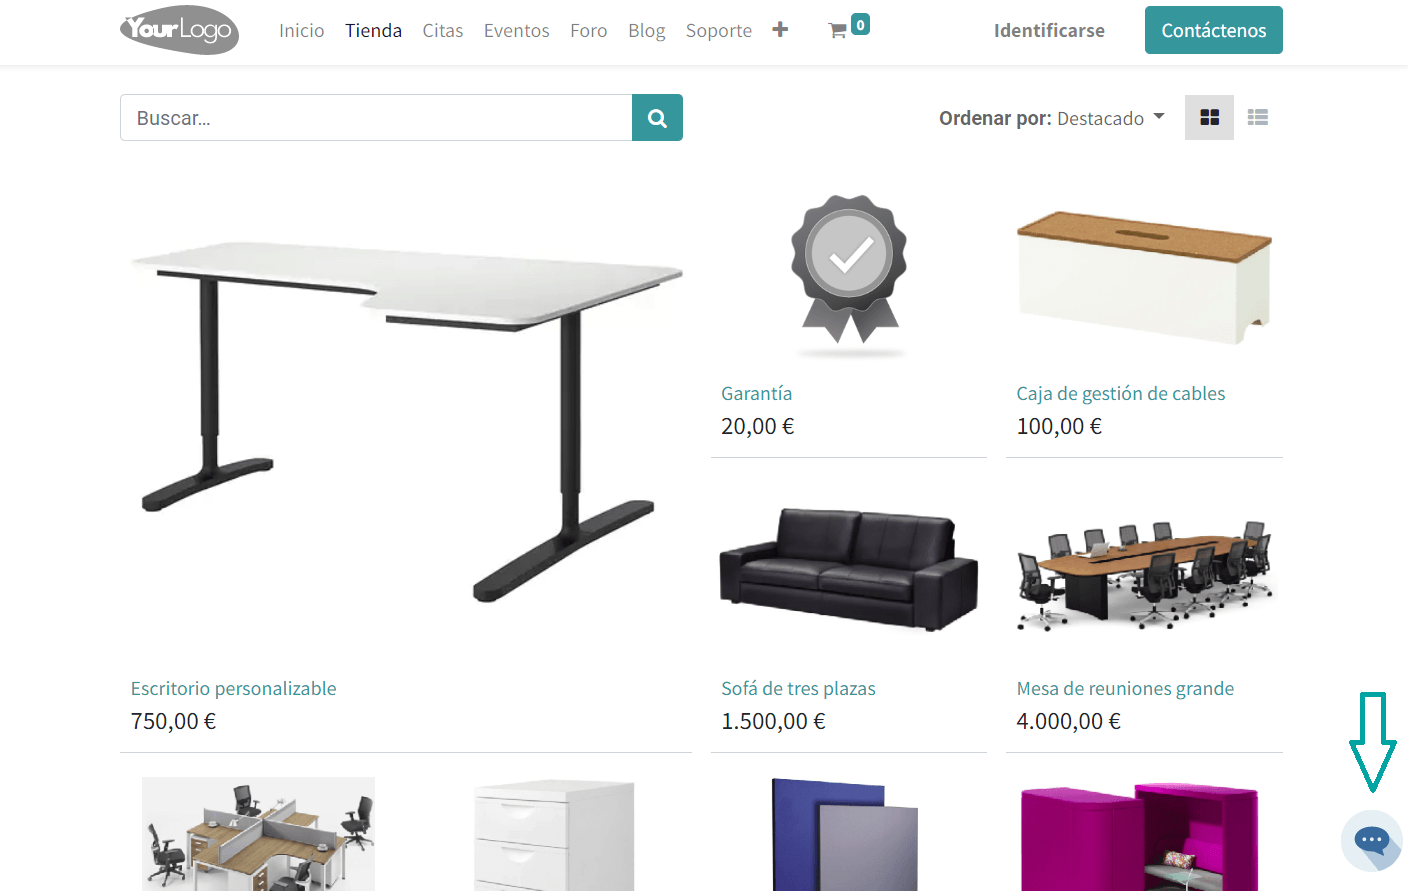 YourLogo
Inicio Tienda Citas Eventos Foro Blog Soporte
0
Identificarse
Contáctenos
Buscar...
Ordenar por: Destacado
Garantía
20,00 €
Caja de gestión de cables
100,00 €
Escritorio personalizable
750,00 €
Sofá de tres plazas
1.500,00 €
Mesa de reuniones grande
4.000,00 €